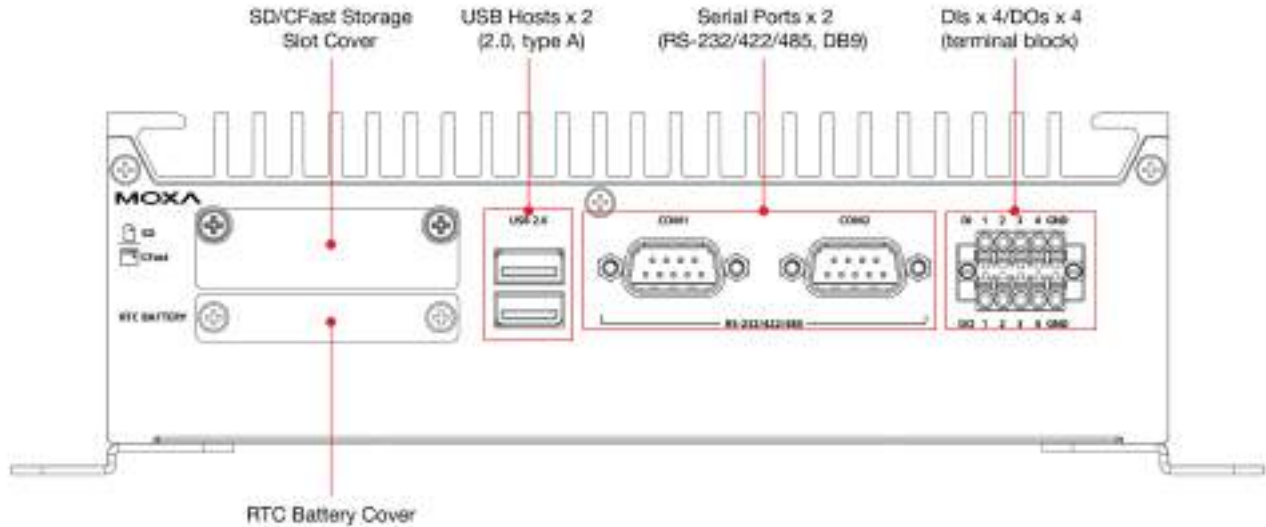 SD/CFast Storage
Slot Cover
USB Hosts x 2
(2.0, type A)
Serial Ports x 2
(RS-232/422/485, DB9)
DIs x 4/DOs x 4
(terminal block)
MOXA
SD
CFast
USB 2.0
COM1
COM2
DI 1 2 3 4 GND
RTC BATTERY
RS-232/422/485
DO 1 2 3 4 GND
RTC Battery Cover